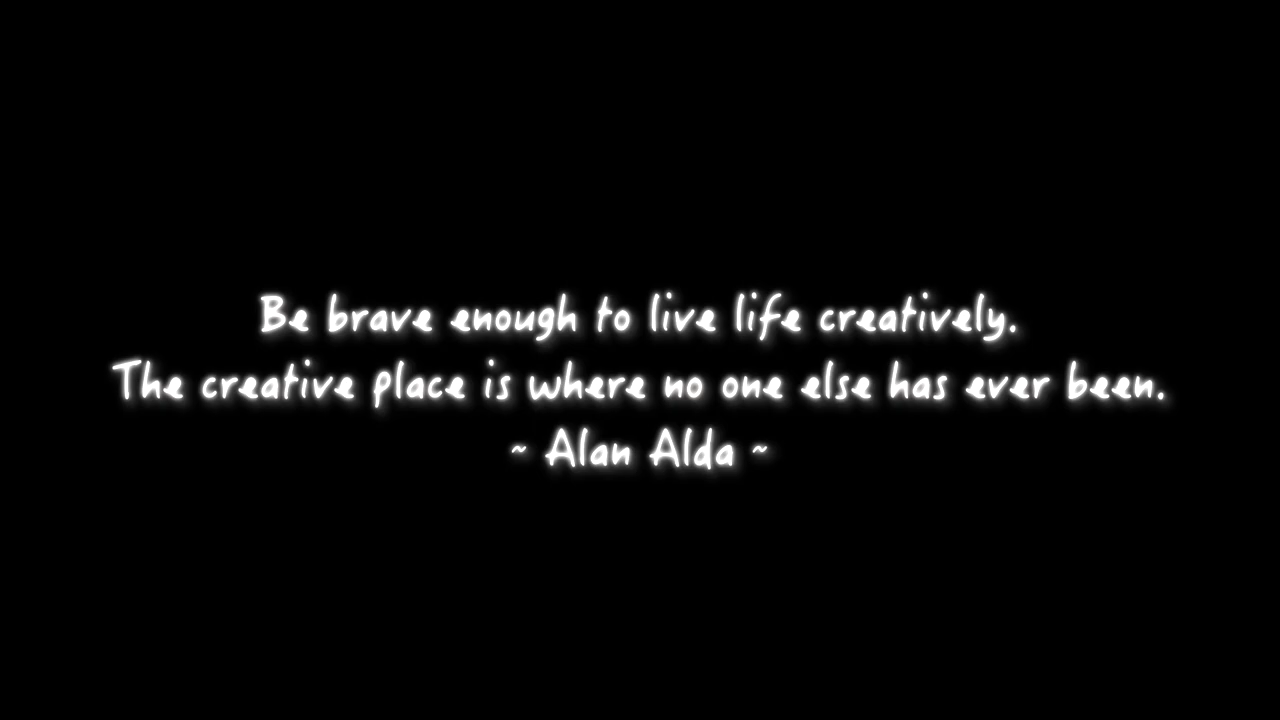 Be brave enough to live life creatively.
The creative place is where no one else has ever been.
~ Alan Alda ~